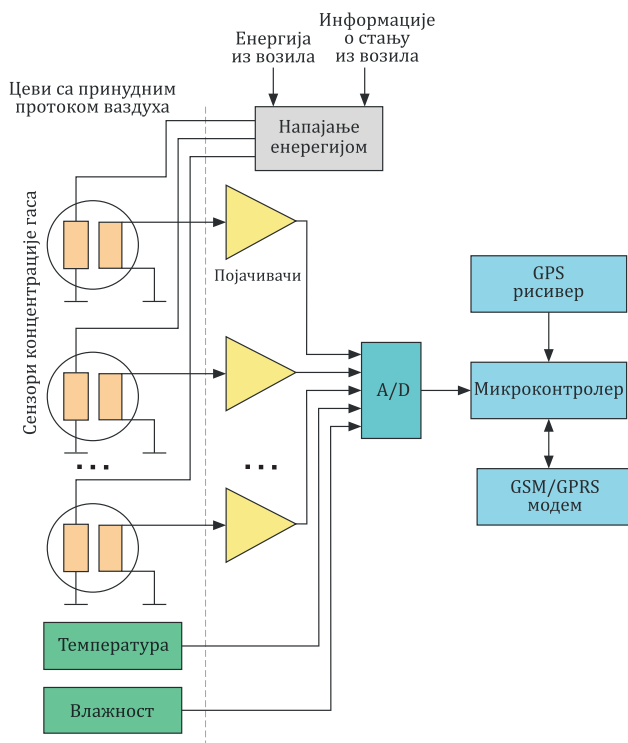 Енергија
из возила
Информације
о стању
из возила
Цеви са принудним
протоком ваздуха
Напајање
енерегијом
Сензори концентрације гаса
Појачивачи
GPS
рисивер
A/D
Микроконтролер
...
...
GSM/GPRS
модем
Температура
Влажност